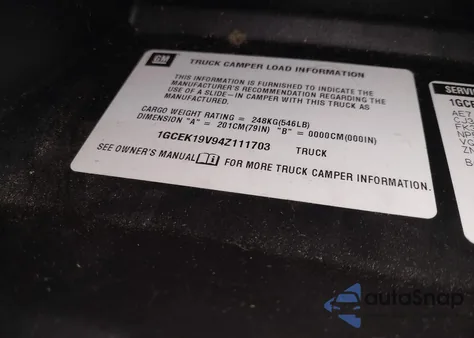 GM
TRUCK CAMPER LOAD INFORMATION
THIS INFORMATION IS FURNISHED TO INDICATE THE
MANUFACTURER'S RECOMMENDATION REGARDING THE
USE OF A SLIDE-IN CAMPER WITH THIS TRUCK AS
MANUFACTURED.
CARGO WEIGHT RATING = 248KG(546LB)
DIMENSION "A" = 201CM(79IN) "B" = 0000CM(000IN)
1GCEK19V94Z111703 TRUCK
SEE OWNER'S MANUAL FOR MORE TRUCK CAMPER INFORMATION.
SERVI
1GCE
AE7
autoSnap